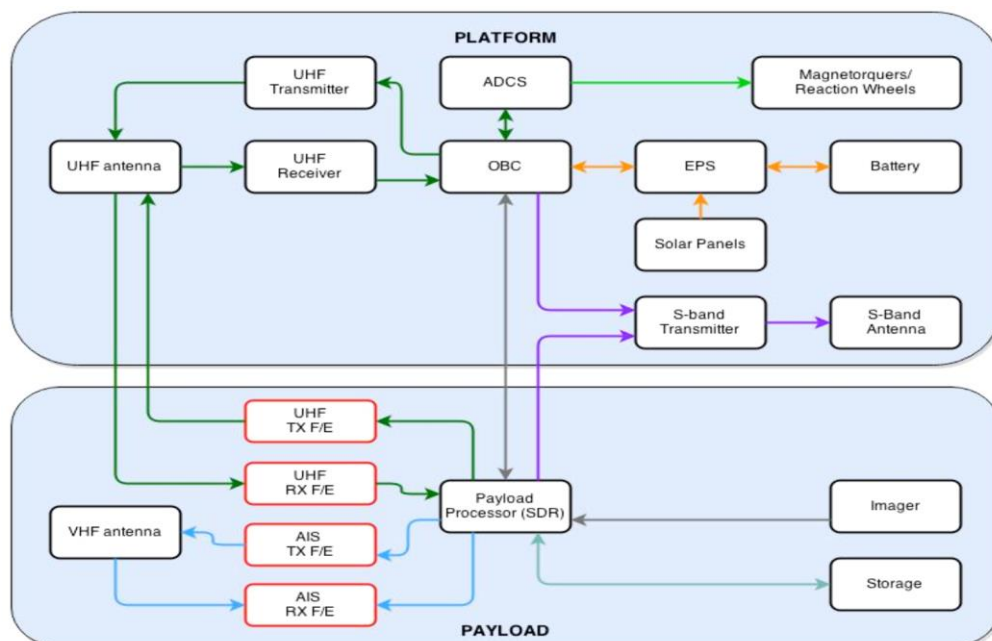 PLATFORM
UHF
Transmitter
ADCS
Magnetorquers/
Reaction Wheels
UHF antenna
UHF
Receiver
OBC
EPS
Battery
Solar Panels
S-band
Transmitter
S-Band
Antenna
UHF
TX F/E
UHF
RX F/E
Payload
Processor (SDR)
Imager
VHF antenna
AIS
TX F/E
AIS
RX F/E
Storage
PAYLOAD